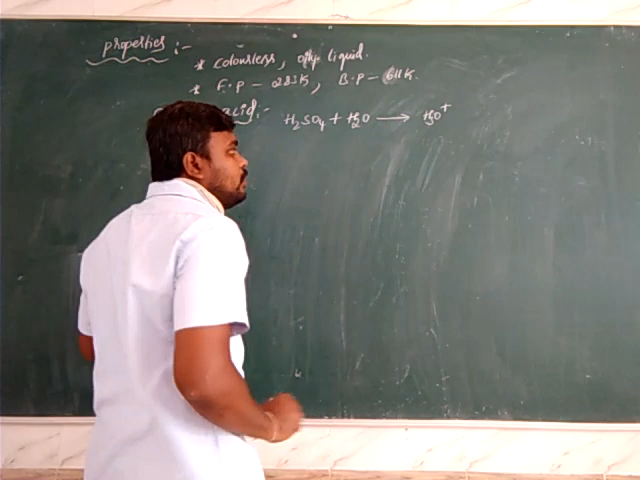 properties :-
* colourless, oily liquid.
* F.P - 283K, B.P - 611K.
acid :- H₂SO₄ + H₂O ⟶ H₃O⁺